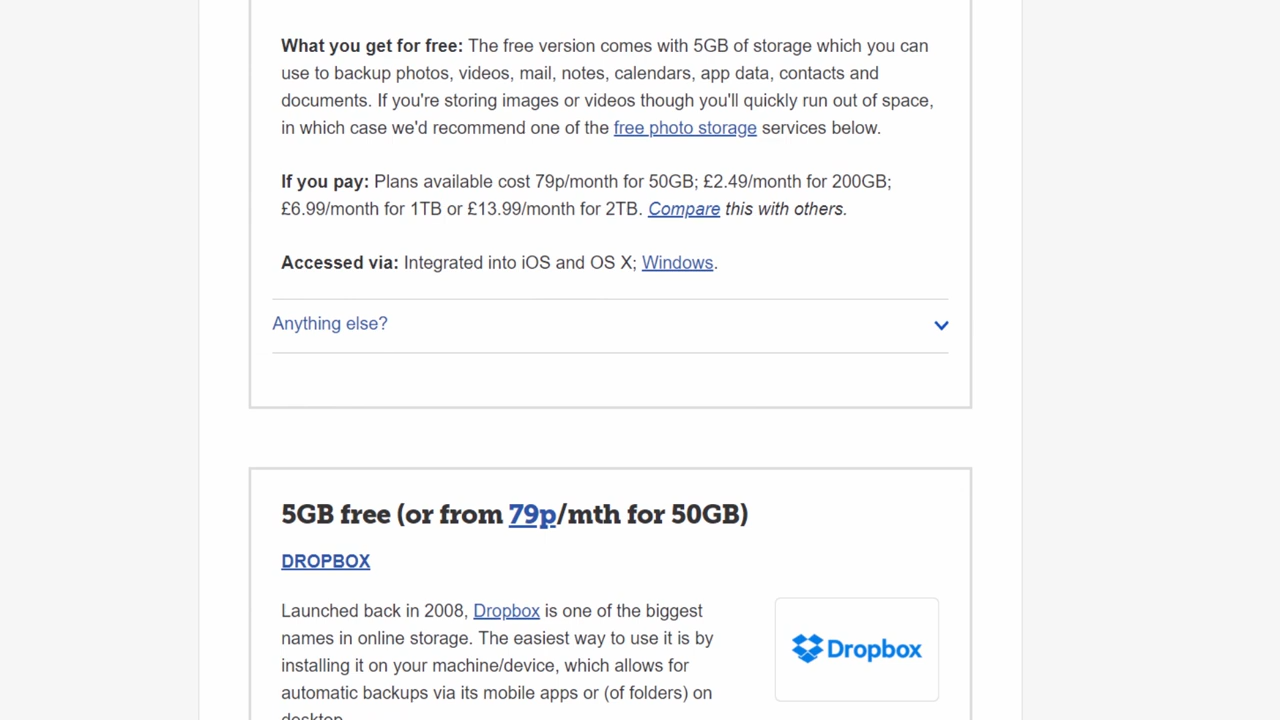 What you get for free: The free version comes with 5GB of storage which you can
use to backup photos, videos, mail, notes, calendars, app data, contacts and
documents. If you're storing images or videos though you'll quickly run out of space,
in which case we'd recommend one of the free photo storage services below.
If you pay: Plans available cost 79p/month for 50GB; £2.49/month for 200GB;
£6.99/month for 1TB or £13.99/month for 2TB. Compare this with others.
Accessed via: Integrated into iOS and OS X; Windows.
Anything else?
5GB free (or from 79p/mth for 50GB)
DROPBOX
Launched back in 2008, Dropbox is one of the biggest
names in online storage. The easiest way to use it is by
installing it on your machine/device, which allows for
automatic backups via its mobile apps or (of folders) on
desktop.
Dropbox